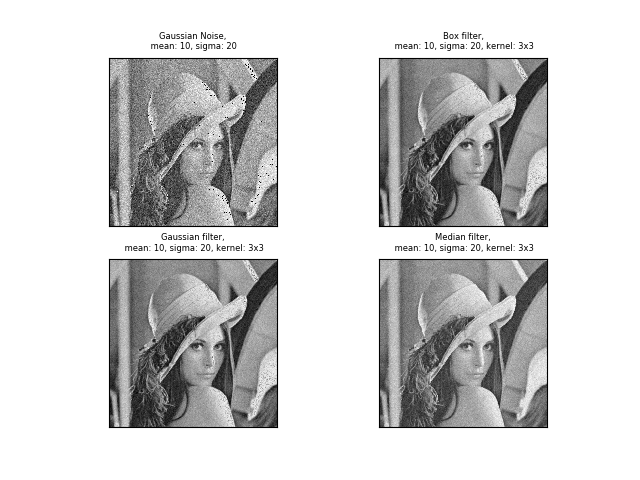 Gaussian Noise,
mean: 10, sigma: 20
Box filter,
mean: 10, sigma: 20, kernel: 3x3
Gaussian filter,
mean: 10, sigma: 20, kernel: 3x3
Median filter,
mean: 10, sigma: 20, kernel: 3x3